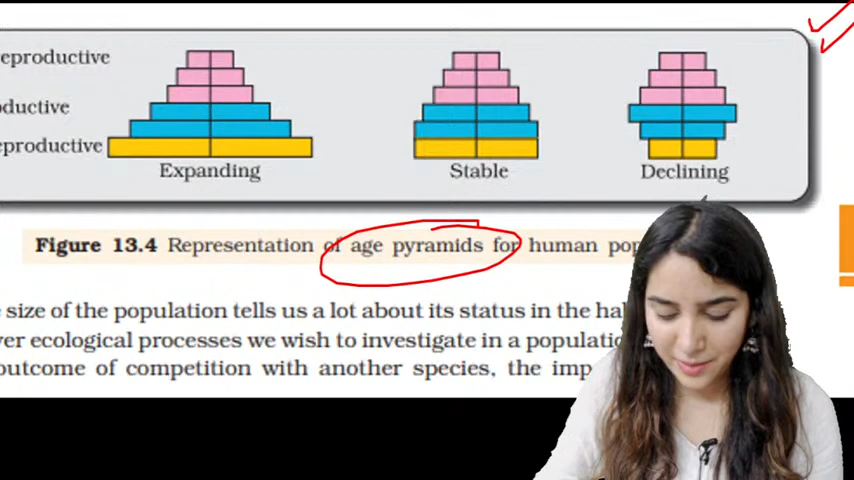 eproductive
ductive
eproductive
Expanding Stable Declining
Figure 13.4 Representation of age pyramids for human pop
size of the population tells us a lot about its status in the ha
er ecological processes we wish to investigate in a populatio
outcome of competition with another species, the imp